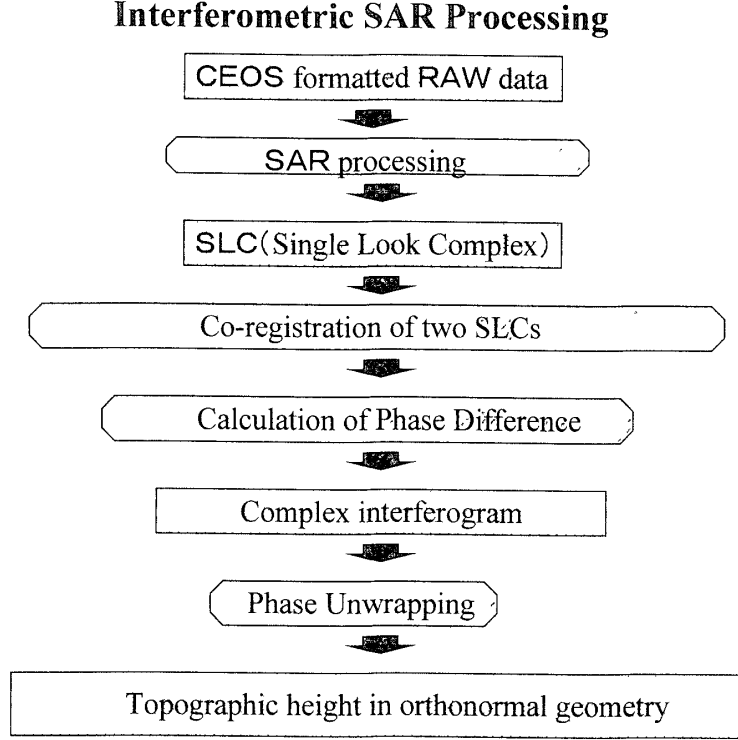 Interferometric SAR Processing
CEOS formatted RAW data
SAR processing
SLC(Single Look Complex)
Co-registration of two SLCs
Calculation of Phase Difference
Complex interferogram
Phase Unwrapping
Topographic height in orthonormal geometry